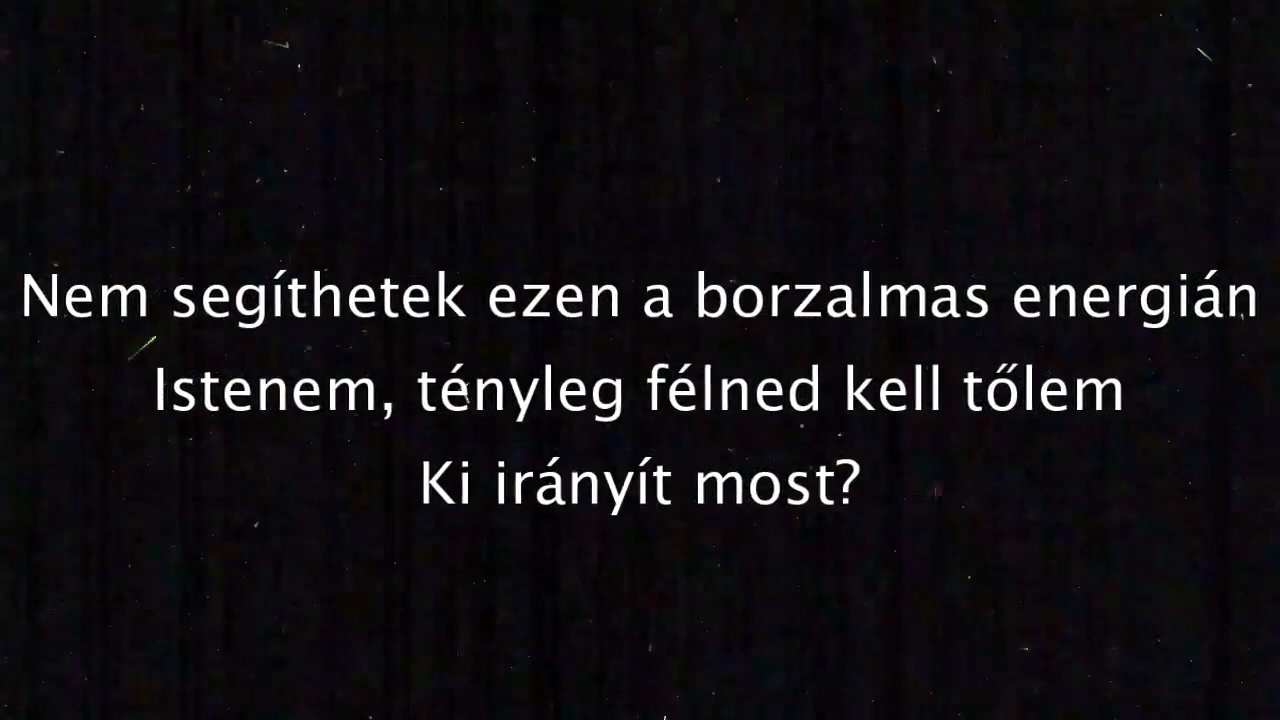 Nem segíthetek ezen a borzalmas energián
Istenem, tényleg félned kell tőlem
Ki irányít most?